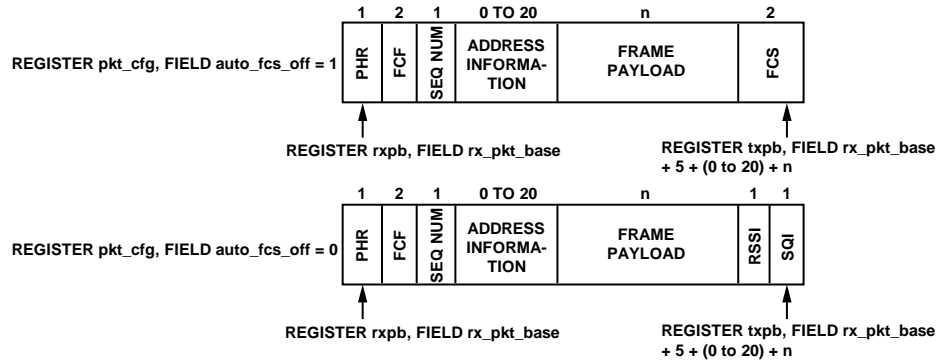 1 2 1 0 TO 20 n 2
REGISTER pkt_cfg, FIELD auto_fcs_off = 1
PHR
FCF
SEQ NUM
ADDRESS
INFORMA-
TION
FRAME
PAYLOAD
FCS
REGISTER rxpb, FIELD rx_pkt_base
REGISTER txpb, FIELD rx_pkt_base
+ 5 + (0 to 20) + n
1 2 1 0 TO 20 n 1 1
REGISTER pkt_cfg, FIELD auto_fcs_off = 0
PHR
FCF
SEQ NUM
ADDRESS
INFORMA-
TION
FRAME
PAYLOAD
RSSI
SQI
REGISTER rxpb, FIELD rx_pkt_base
REGISTER txpb, FIELD rx_pkt_base
+ 5 + (0 to 20) + n